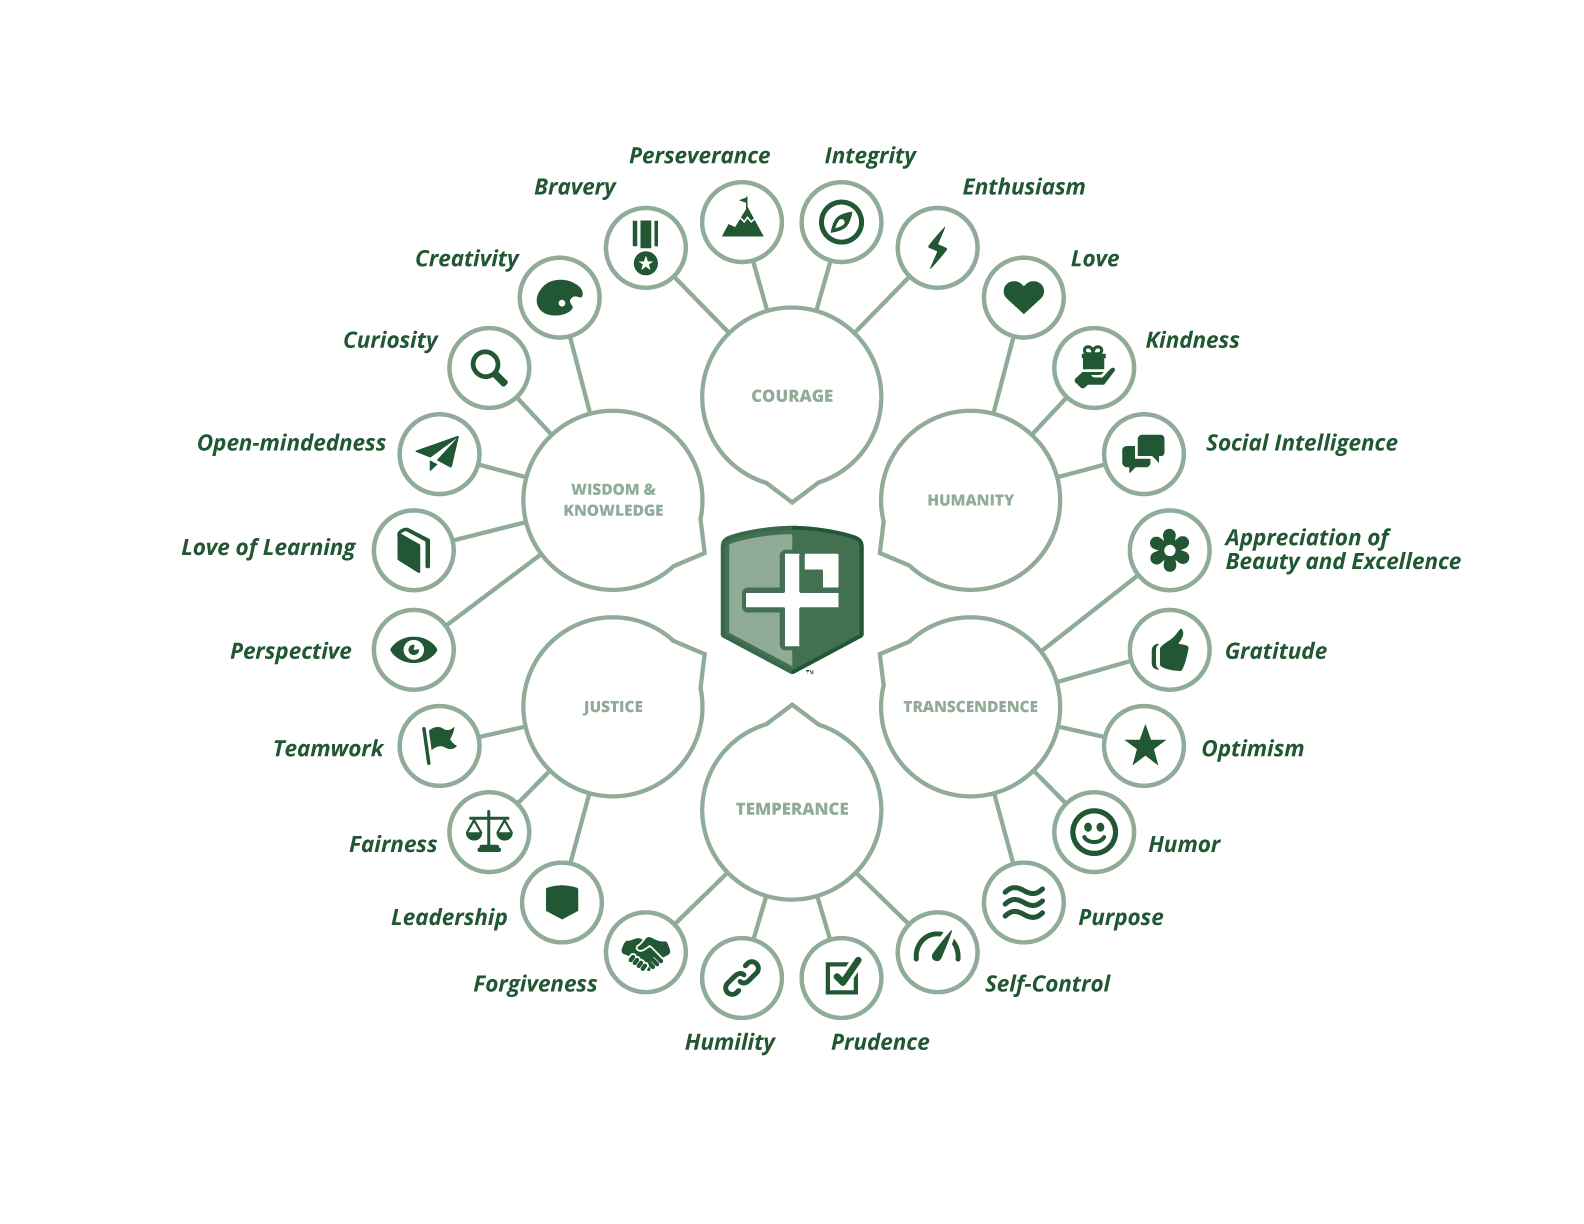 Perseverance
Integrity
Bravery
Enthusiasm
Creativity
Love
Curiosity
Kindness
COURAGE
Open-mindedness
Social Intelligence
WISDOM &
KNOWLEDGE
HUMANITY
Love of Learning
Appreciation of
Beauty and Excellence
Perspective
Gratitude
TM
JUSTICE
TRANSCENDENCE
Teamwork
Optimism
TEMPERANCE
Fairness
Humor
Leadership
Purpose
Forgiveness
Self-Control
Humility
Prudence